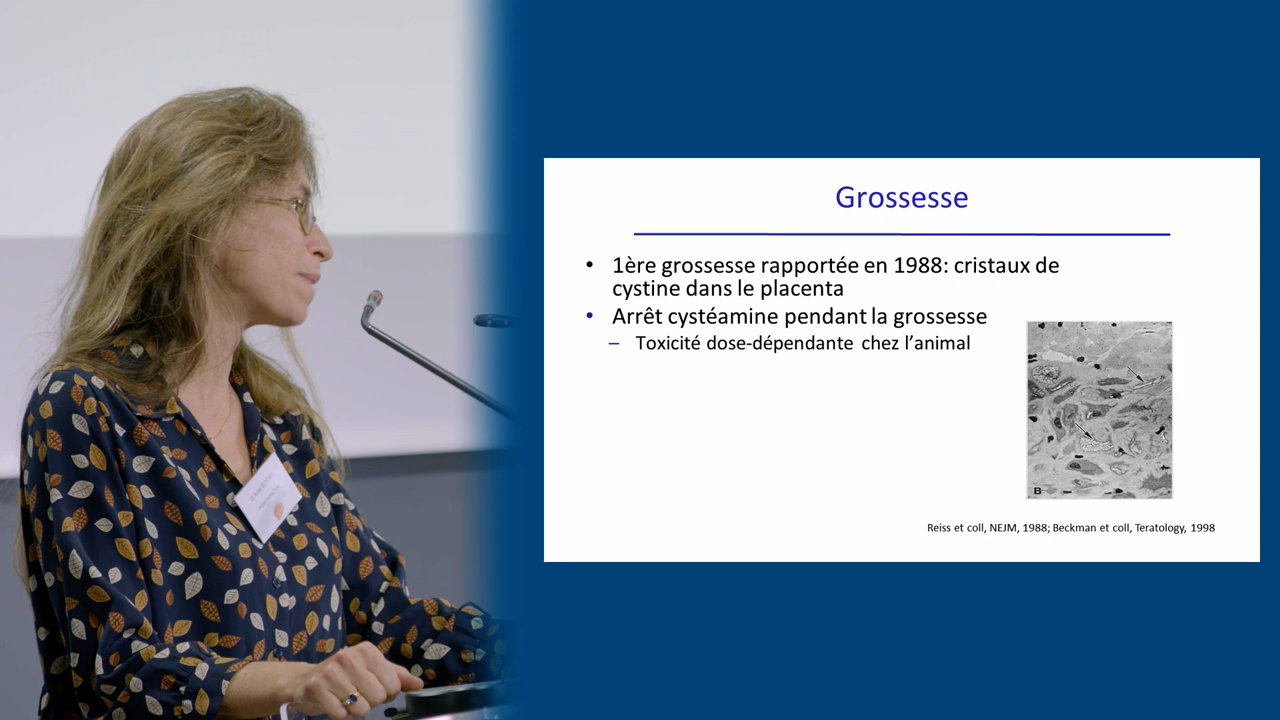 Grossesse
• 1ère grossesse rapportée en 1988: cristaux de
cystine dans le placenta
• Arrêt cystéamine pendant la grossesse
– Toxicité dose-dépendante chez l’animal
B
Reiss et coll, NEJM, 1988; Beckman et coll, Teratology, 1998